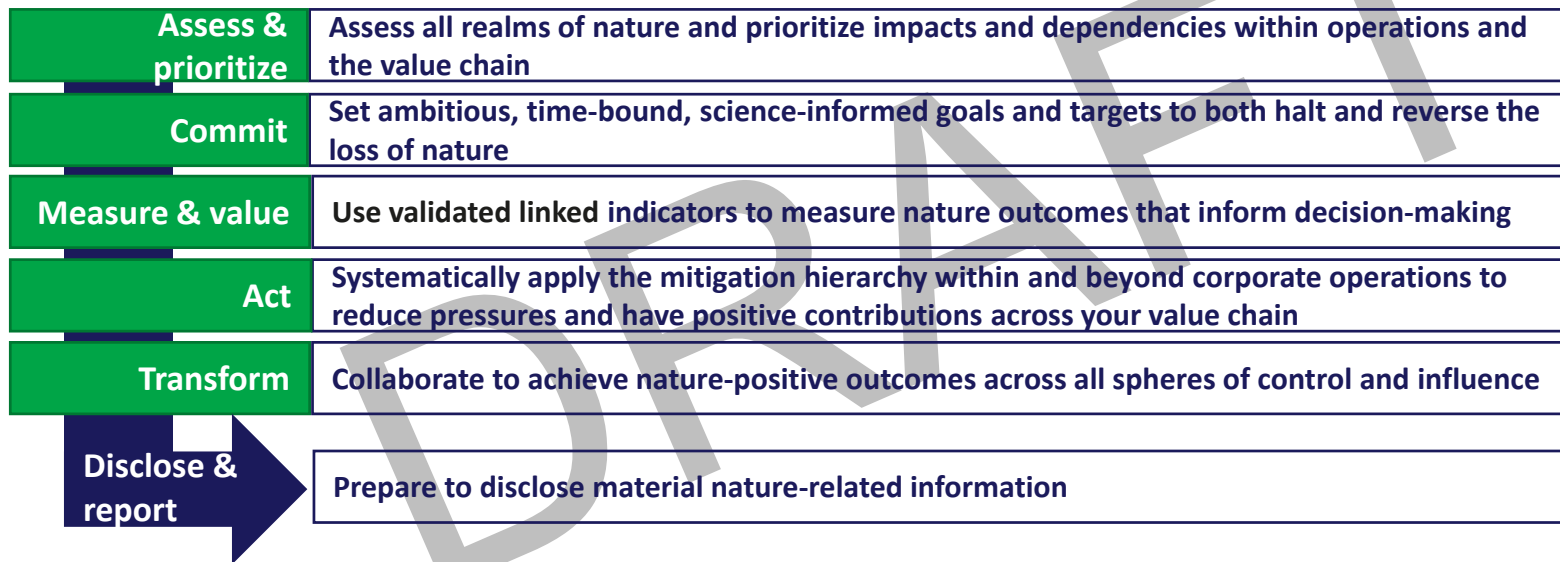 Assess &
prioritize
Assess all realms of nature and prioritize impacts and dependencies within operations and
the value chain
Commit
Set ambitious, time-bound, science-informed goals and targets to both halt and reverse the
loss of nature
Measure & value
Use validated linked indicators to measure nature outcomes that inform decision-making
Act
Systematically apply the mitigation hierarchy within and beyond corporate operations to
reduce pressures and have positive contributions across your value chain
Transform
Collaborate to achieve nature-positive outcomes across all spheres of control and influence
Disclose &
report
Prepare to disclose material nature-related information
DRAFT